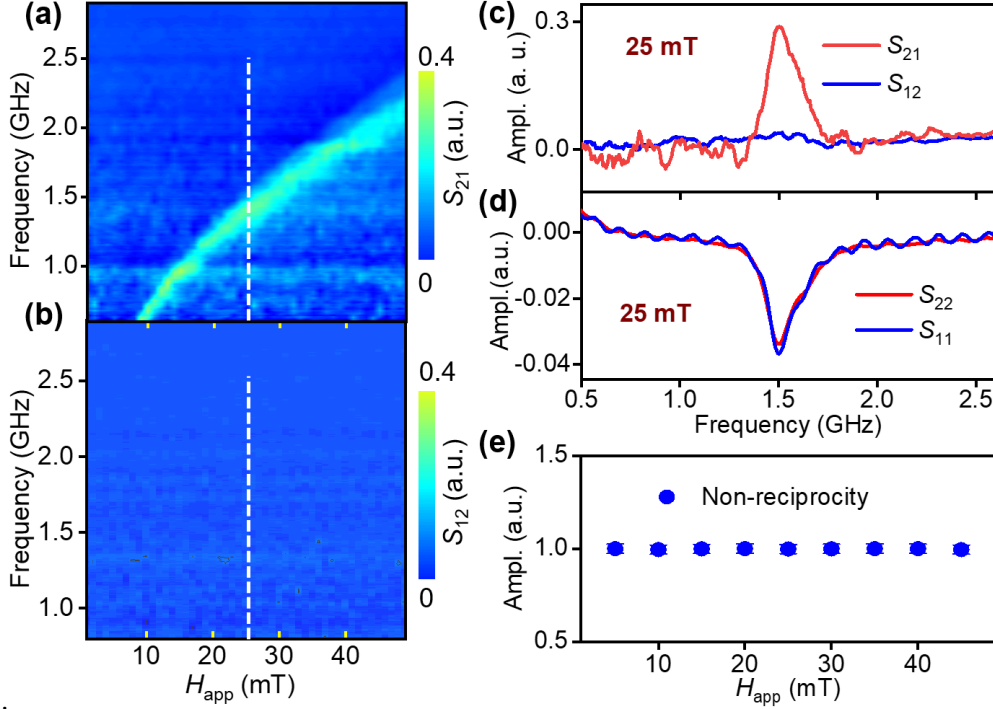 (a)
Frequency (GHz)
2.5
2.0
1.5
1.0
0.4
S21 (a.u.)
0
(b)
Frequency (GHz)
2.5
2.0
1.5
1.0
0.4
S12 (a.u.)
0
10 20 30 40
Happ (mT)
(c)
Ampl. (a. u.)
0.3
0.0
25 mT
S21
S12
(d)
Ampl.(a.u.)
0.00
-0.02
-0.04
25 mT
S22
S11
0.5 1.0 1.5 2.0 2.5
Frequency (GHz)
(e)
Ampl. (a.u.)
1.5
1.0
0.5
Non-reciprocity
10 20 30 40
Happ (mT)